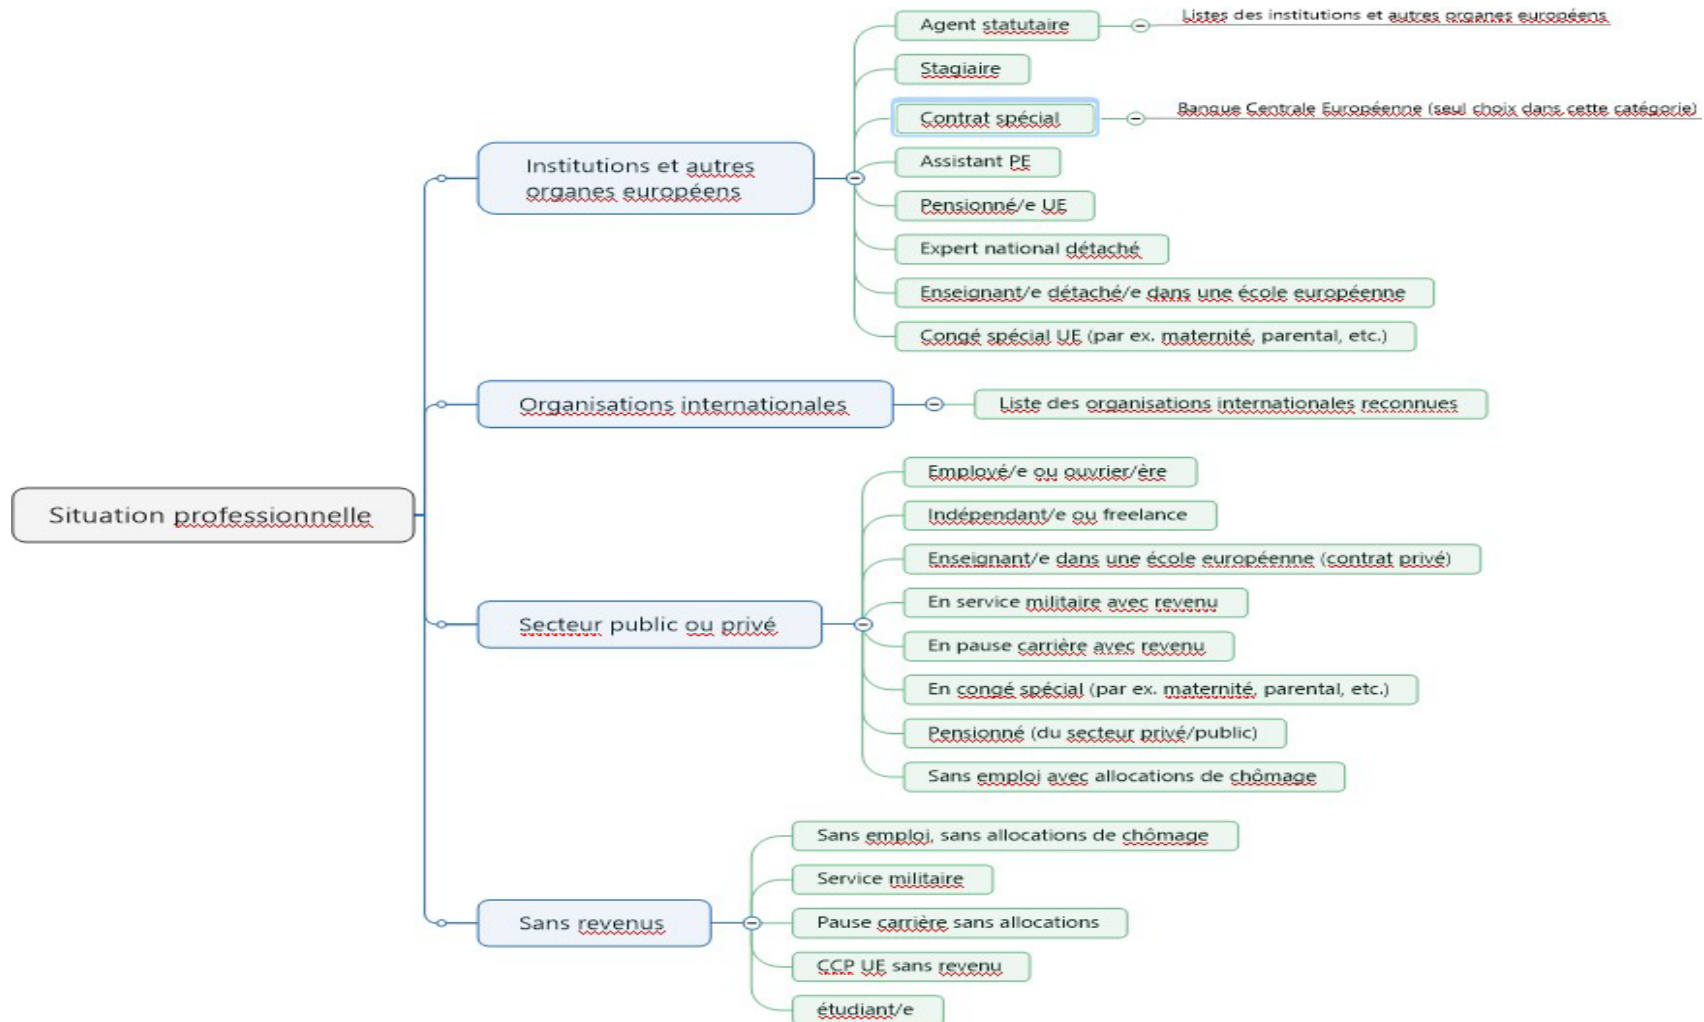 Situation professionnelle
Institutions et autres
organes européens
Agent statutaire
Listes des institutions et autres organes européens
Stagiaire
Contrat spécial
Banque Centrale Européenne (seul choix dans cette catégorie)
Assistant PE
Pensionné/e UE
Expert national détaché
Enseignant/e détaché/e dans une école européenne
Congé spécial UE (par ex. maternité, parental, etc.)
Organisations internationales
Liste des organisations internationales reconnues
Secteur public ou privé
Employé/e ou ouvrier/ère
Indépendant/e ou freelance
Enseignant/e dans une école européenne (contrat privé)
En service militaire avec revenu
En pause carrière avec revenu
En congé spécial (par ex. maternité, parental, etc.)
Pensionné (du secteur privé/public)
Sans emploi avec allocations de chômage
Sans revenus
Sans emploi, sans allocations de chômage
Service militaire
Pause carrière sans allocations
CCP UE sans revenu
étudiant/e